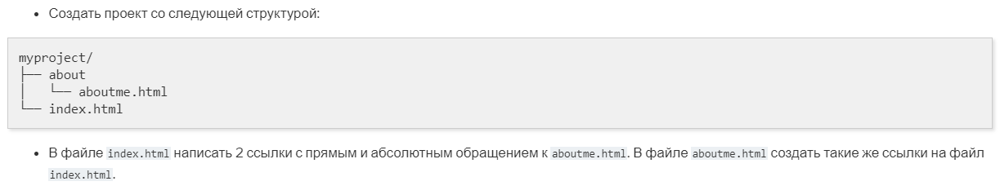 • Создать проект со следующей структурой:
myproject/
├── about
│   └── aboutme.html
└── index.html
• В файле index.html написать 2 ссылки с прямым и абсолютным обращением к aboutme.html. В файле aboutme.html создать такие же ссылки на файл
index.html.